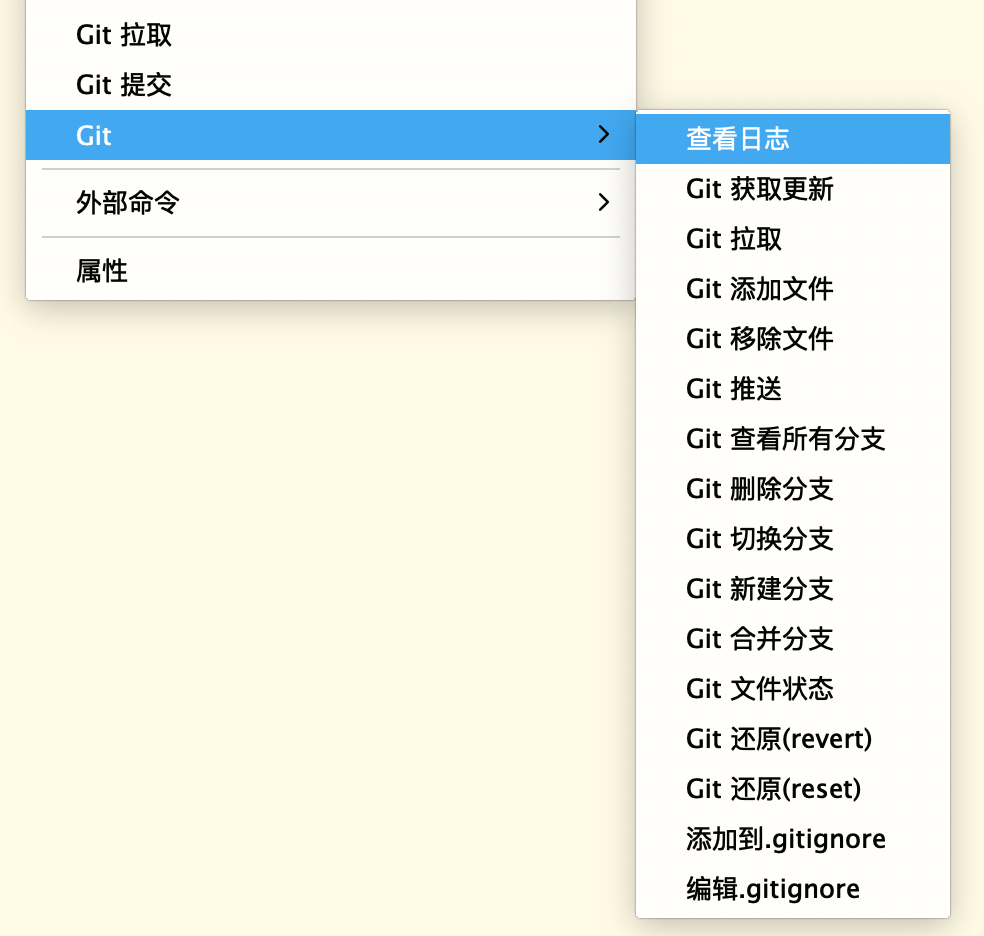 Git 拉取
Git 提交
Git
外部命令
属性
查看日志
Git 获取更新
Git 拉取
Git 添加文件
Git 移除文件
Git 推送
Git 查看所有分支
Git 删除分支
Git 切换分支
Git 新建分支
Git 合并分支
Git 文件状态
Git 还原(revert)
Git 还原(reset)
添加到.gitignore
编辑.gitignore